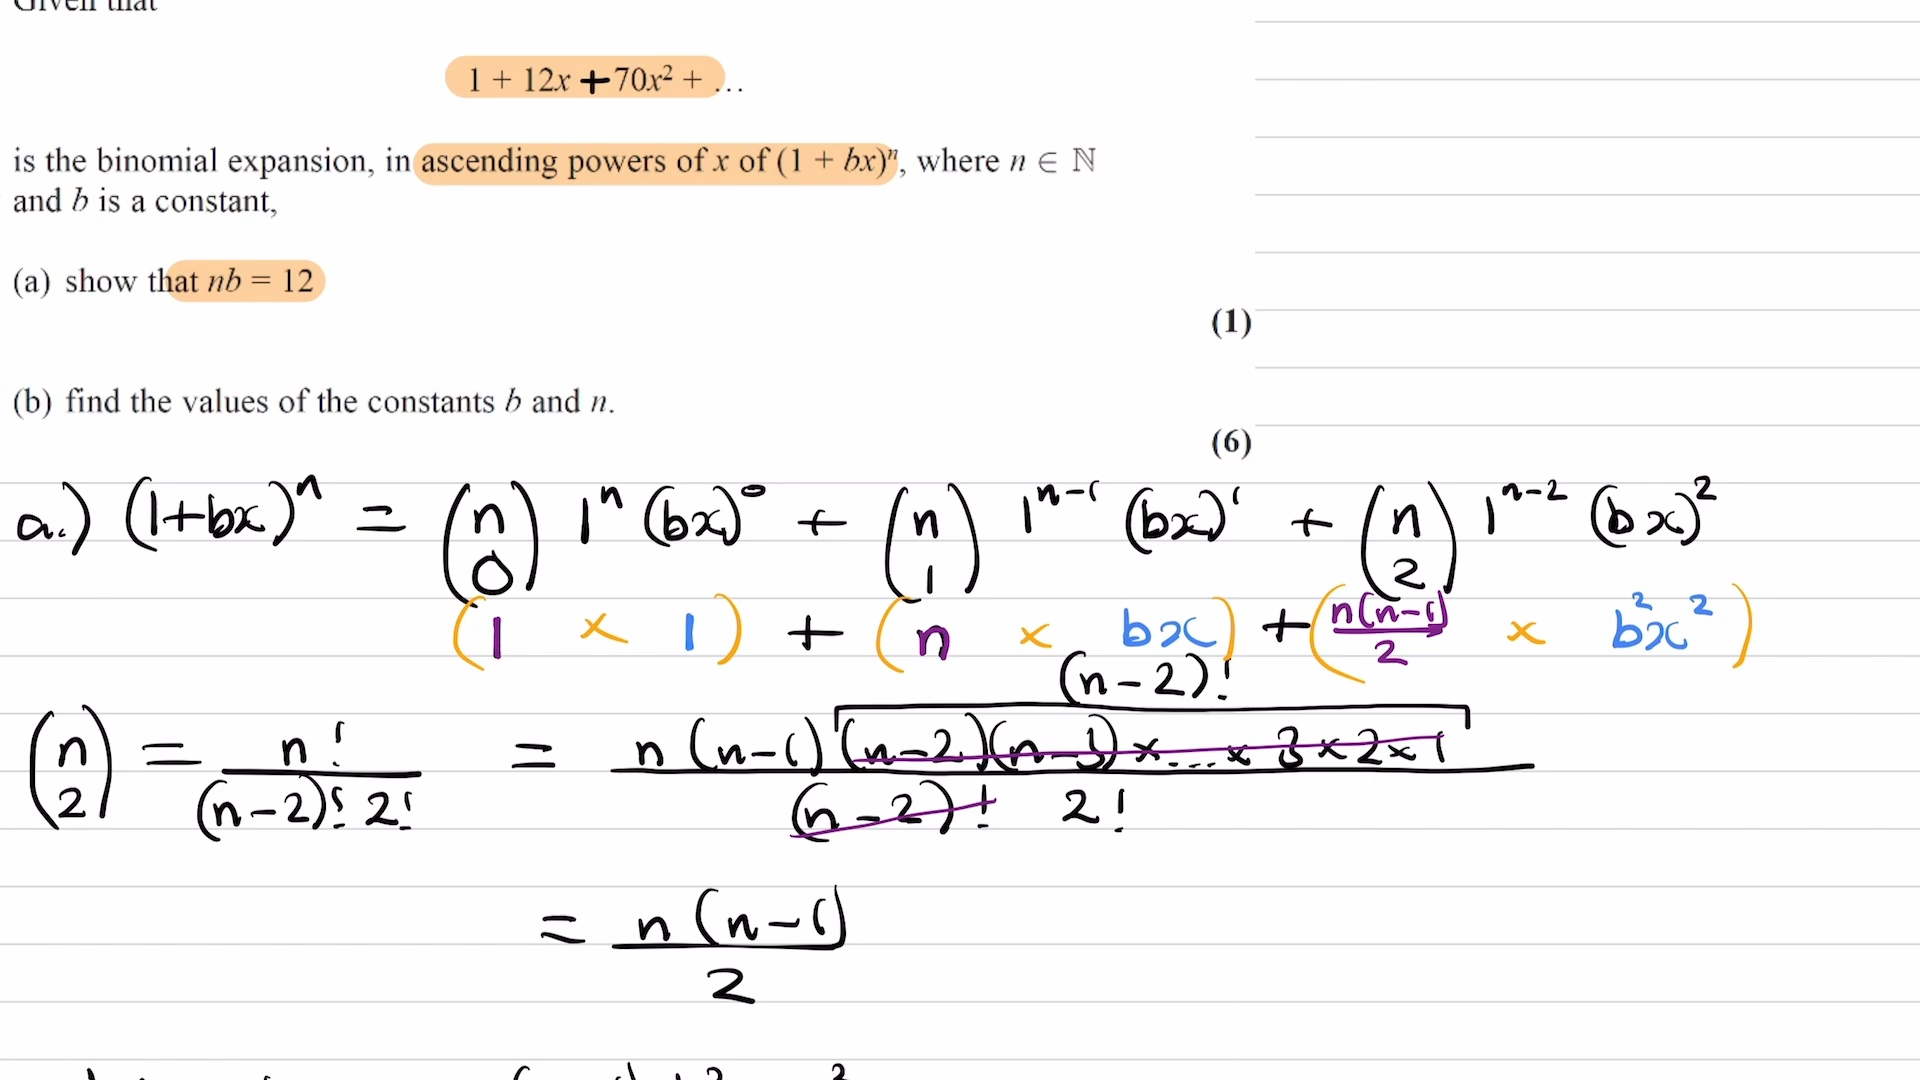 Given that
1 + 12x + 70x² + …
is the binomial expansion, in ascending powers of x of (1 + bx)ⁿ, where n ∈ ℕ
and b is a constant,
(a) show that nb = 12
(1)
(b) find the values of the constants b and n.
(6)
a.) (1+bx)ⁿ = (n 0) 1ⁿ (bx)⁰ + (n 1) 1ⁿ⁻¹ (bx)¹ + (n 2) 1ⁿ⁻² (bx)²
(1 × 1) + (n × bx) + (n(n-1)/2 × b²x²)
(n-2)!
(n 2) = n!/(n-2)! 2! = n(n-1)(n-2)(n-3)×...×3×2×1/(n-2)! 2!
= n(n-1)/2